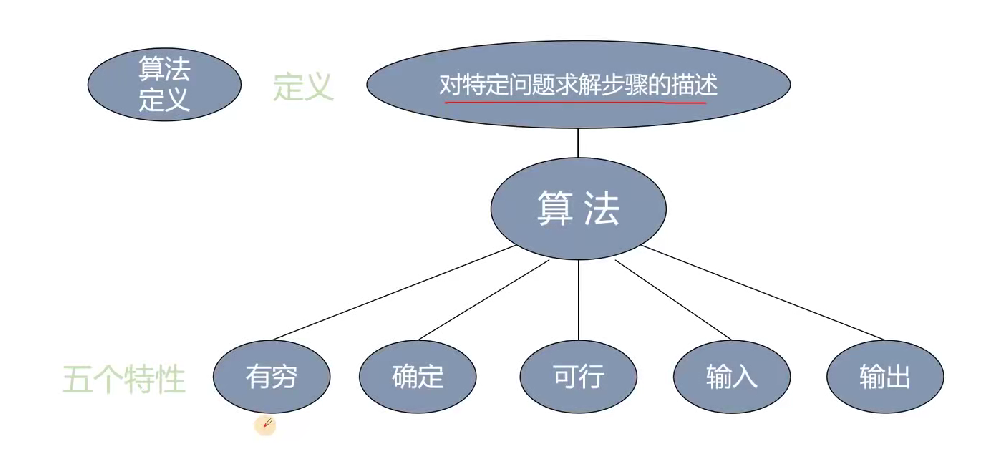 算法
定义
定义
对特定问题求解步骤的描述
算 法
五个特性
有穷
确定
可行
输入
输出